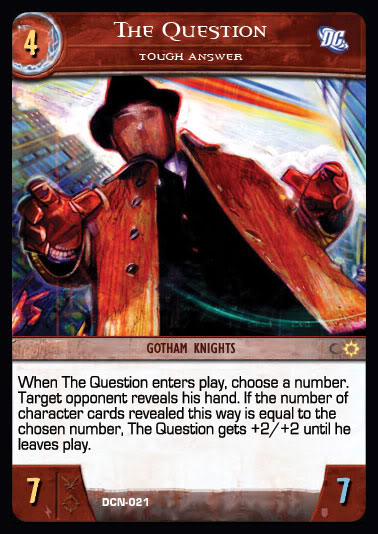 4
THE QUESTION
TOUGH ANSWER
DC
GOTHAM KNIGHTS
C
When The Question enters play, choose a number.
Target opponent reveals his hand. If the number of
character cards revealed this way is equal to the
chosen number, The Question gets +2/+2 until he
leaves play.
7
DCN-021
7